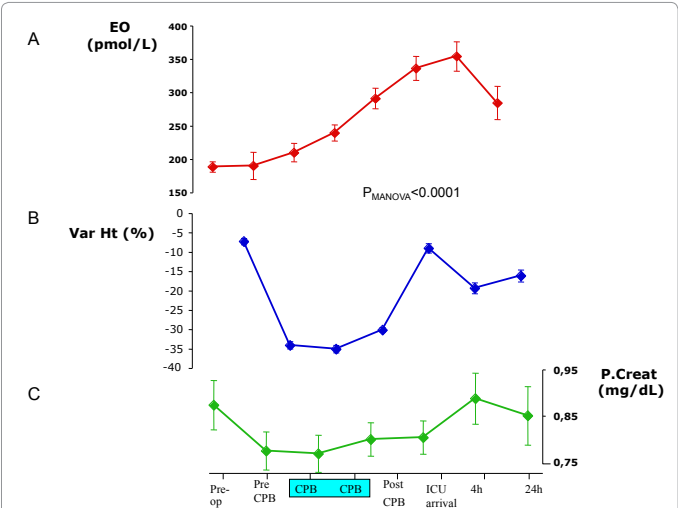 A
EO
(pmol/L)
400
350
300
250
200
150
P_MANOVA<0.0001
B
Var Ht (%)
0
-5
-10
-15
-20
-25
-30
-35
-40
C
P.Creat
(mg/dL)
0,95
0,85
0,75
Pre-
op
Pre
CPB
CPB
CPB
Post
CPB
ICU
arrival
4h
24h